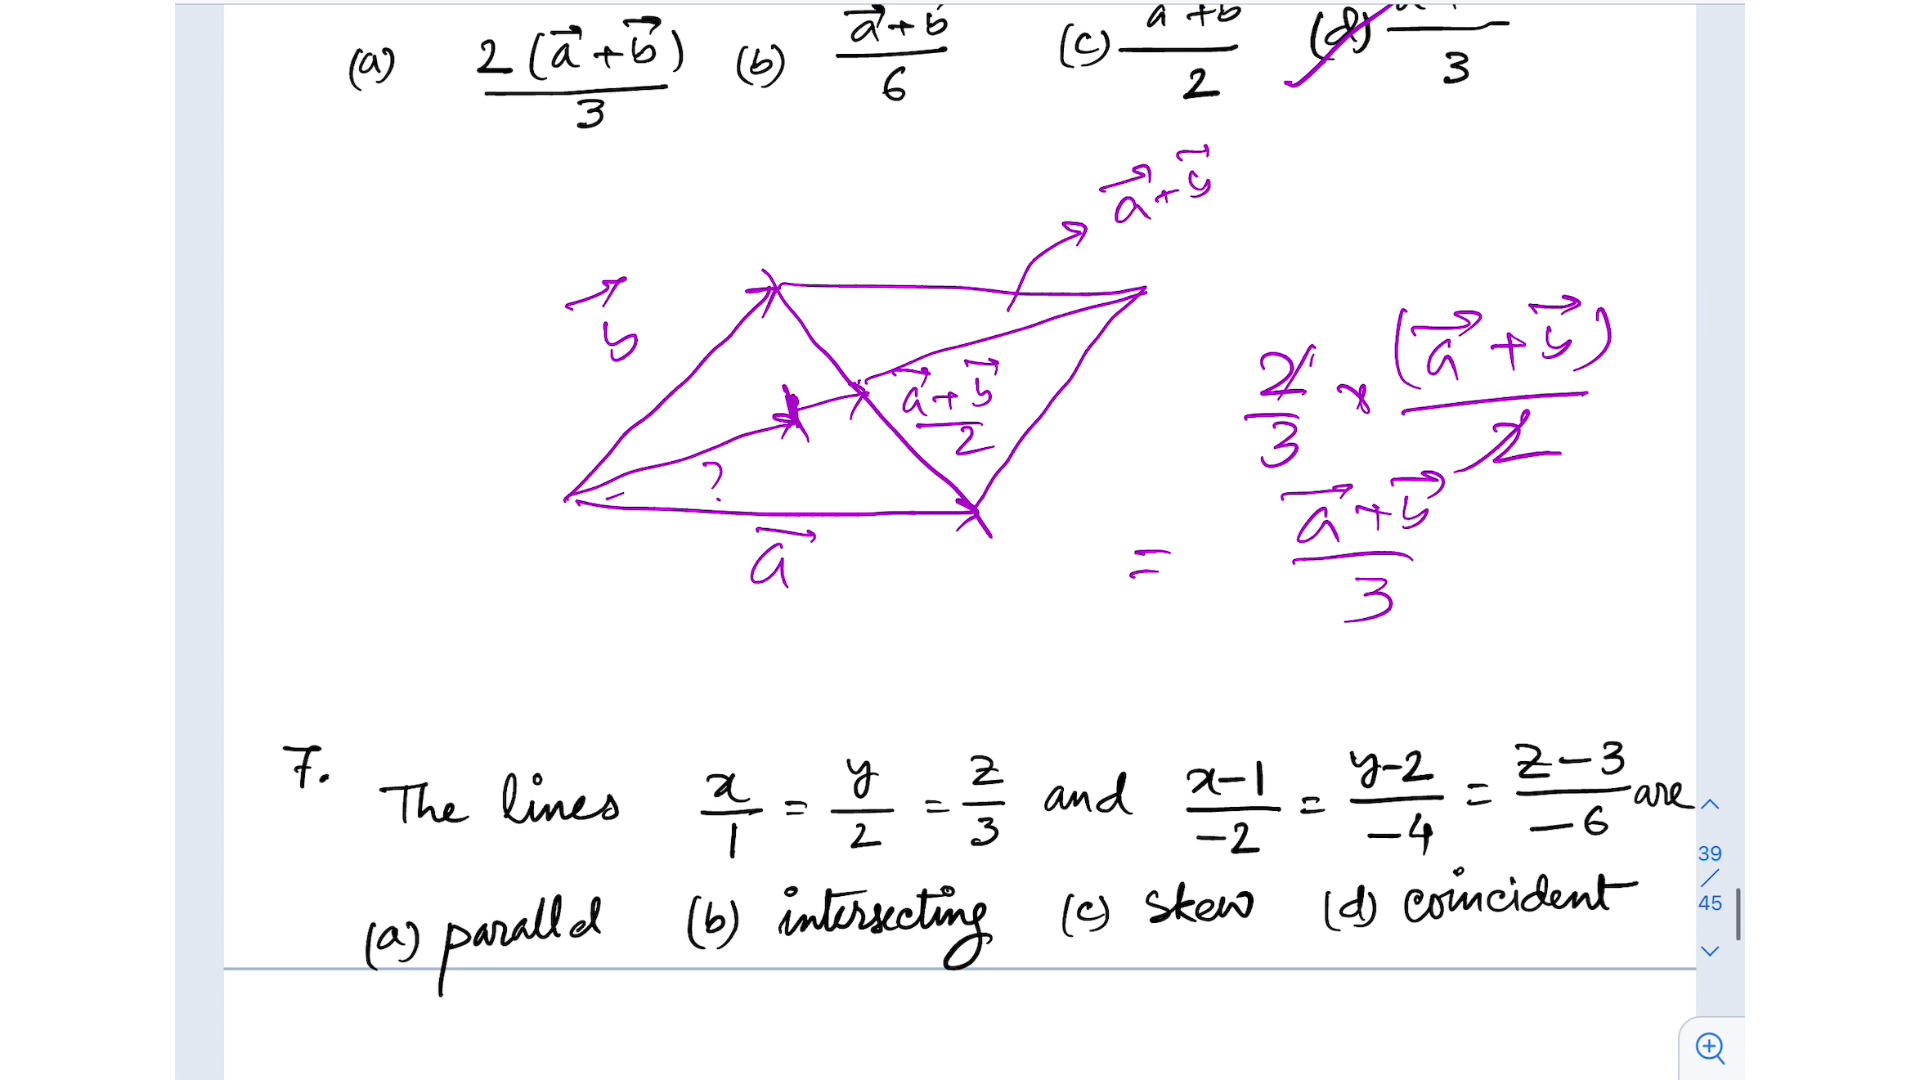 (a) 2(a⃗+b⃗)/3 (b) a⃗+b/6 (c) a+b/2 (d) /3
a⃗+b⃗
b⃗
a⃗+b⃗/2
2/3 × (a⃗+b⃗)/2
?
a⃗
= a⃗+b⃗/3
7. The lines x/1 = y/2 = z/3 and x-1/-2 = y-2/-4 = z-3/-6 are
(a) parallel (b) intersecting (c) skew (d) coincident
39
/
45